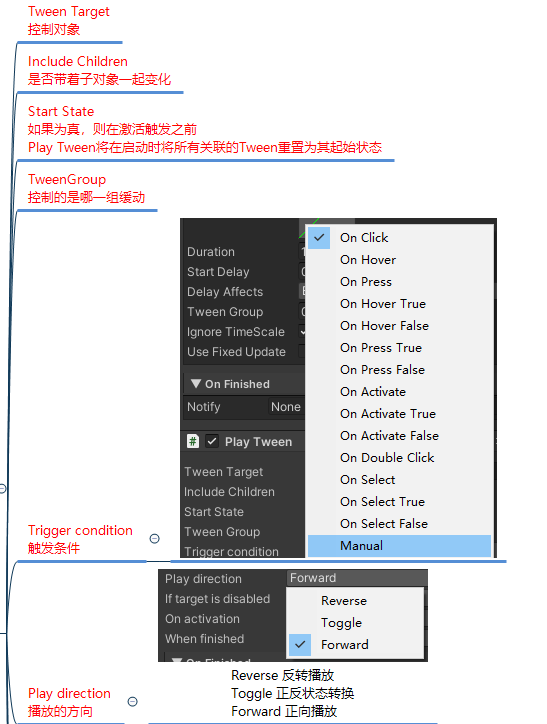 Tween Target
控制对象
Include Children
是否带着子对象一起变化
Start State
如果为真，则在激活触发之前
Play Tween将在启动时将所有关联的Tween重置为其起始状态
TweenGroup
控制的是哪一组缓动
Duration
Start Delay
Delay Affects
Tween Group
Ignore TimeScale
Use Fixed Update
On Finished
Notify None
Play Tween
Tween Target
Include Children
Start State
Tween Group
Trigger condition
On Click
On Hover
On Press
On Hover True
On Hover False
On Press True
On Press False
On Activate
On Activate True
On Activate False
On Double Click
On Select
On Select True
On Select False
Manual
Trigger condition
触发条件
Play direction Forward
If target is disabled
On activation
When finished
Reverse
Toggle
Forward
Play direction
播放的方向
Reverse 反转播放
Toggle 正反状态转换
Forward 正向播放